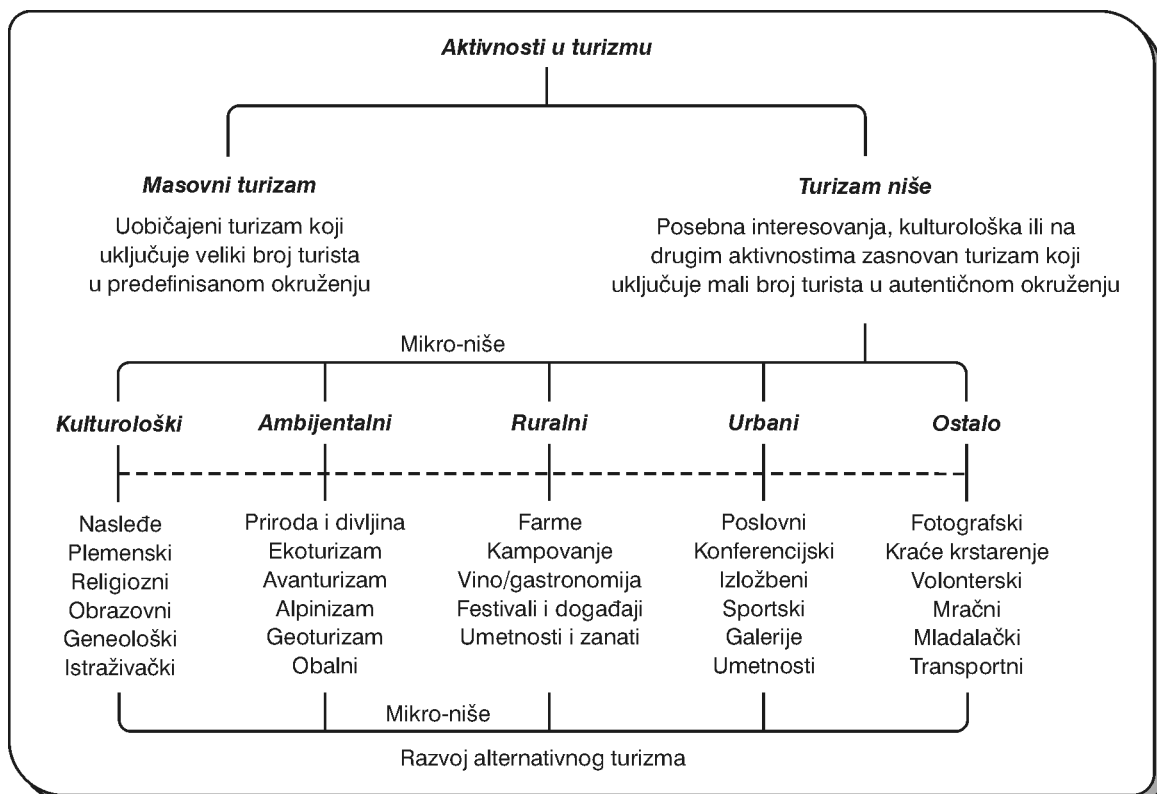 Aktivnosti u turizmu
Masovni turizam
Uobičajeni turizam koji
uključuje veliki broj turista
u predefinisanom okruženju
Turizam niše
Posebna interesovanja, kulturološka ili na
drugim aktivnostima zasnovan turizam koji
uključuje mali broj turista u autentičnom okruženju
Mikro-niše
Kulturološki
Nasleđe
Plemenski
Religiozni
Obrazovni
Geneološki
Istraživački
Ambijentalni
Priroda i divljina
Ekoturizam
Avanturizam
Alpinizam
Geoturizam
Obalni
Ruralni
Farme
Kampovanje
Vino/gastronomija
Festivali i događaji
Umetnosti i zanati
Urbani
Poslovni
Konferencijski
Izložbeni
Sportski
Galerije
Umetnosti
Ostalo
Fotografski
Kraće krstarenje
Volonterski
Mračni
Mladalački
Transportni
Mikro-niše
Razvoj alternativnog turizma